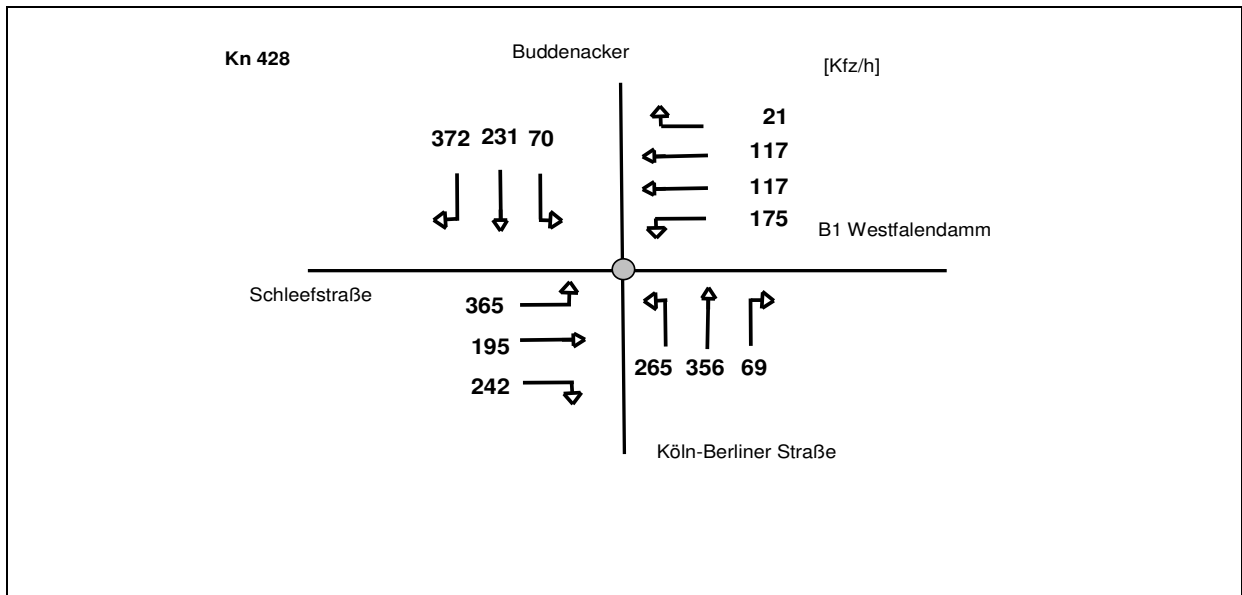 Kn 428
Buddenacker
[Kfz/h]
372 231 70
21
117
117
175
B1 Westfalendamm
Schleefstraße
365
195
242
265 356 69
Köln-Berliner Straße